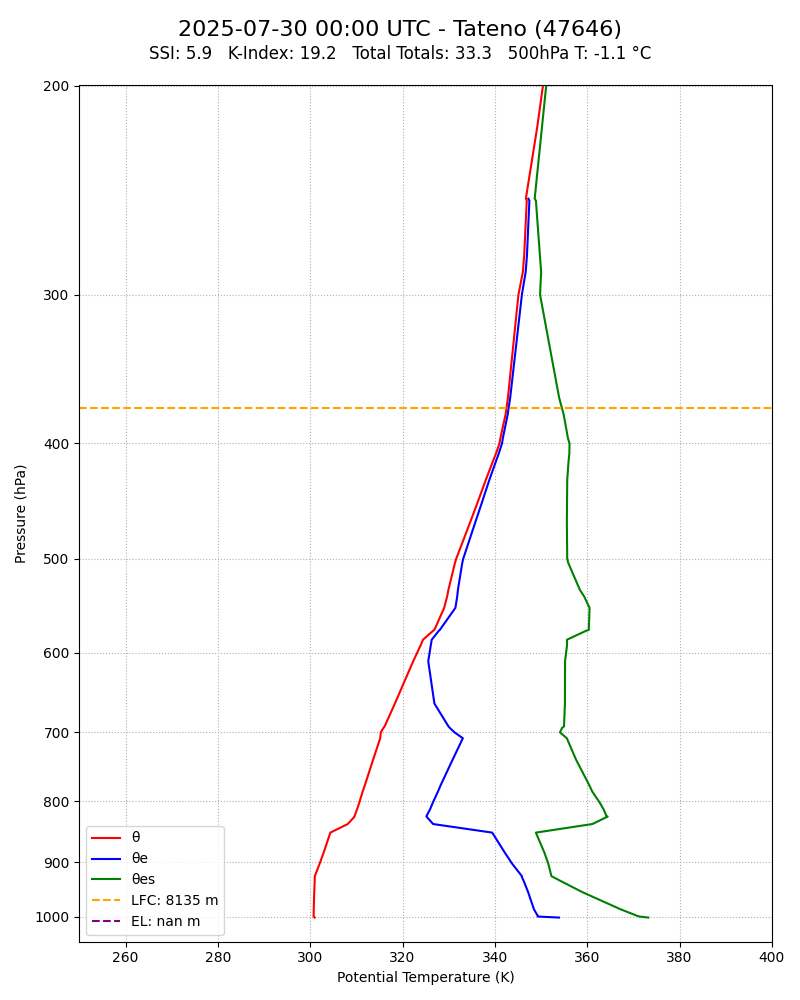 2025-07-30 00:00 UTC - Tateno (47646)
SSI: 5.9 K-Index: 19.2 Total Totals: 33.3 500hPa T: -1.1 °C
200
300
400
500
600
700
800
900
1000
Pressure (hPa)
θ
θe
θes
LFC: 8135 m
EL: nan m
260 280 300 320 340 360 380 400
Potential Temperature (K)